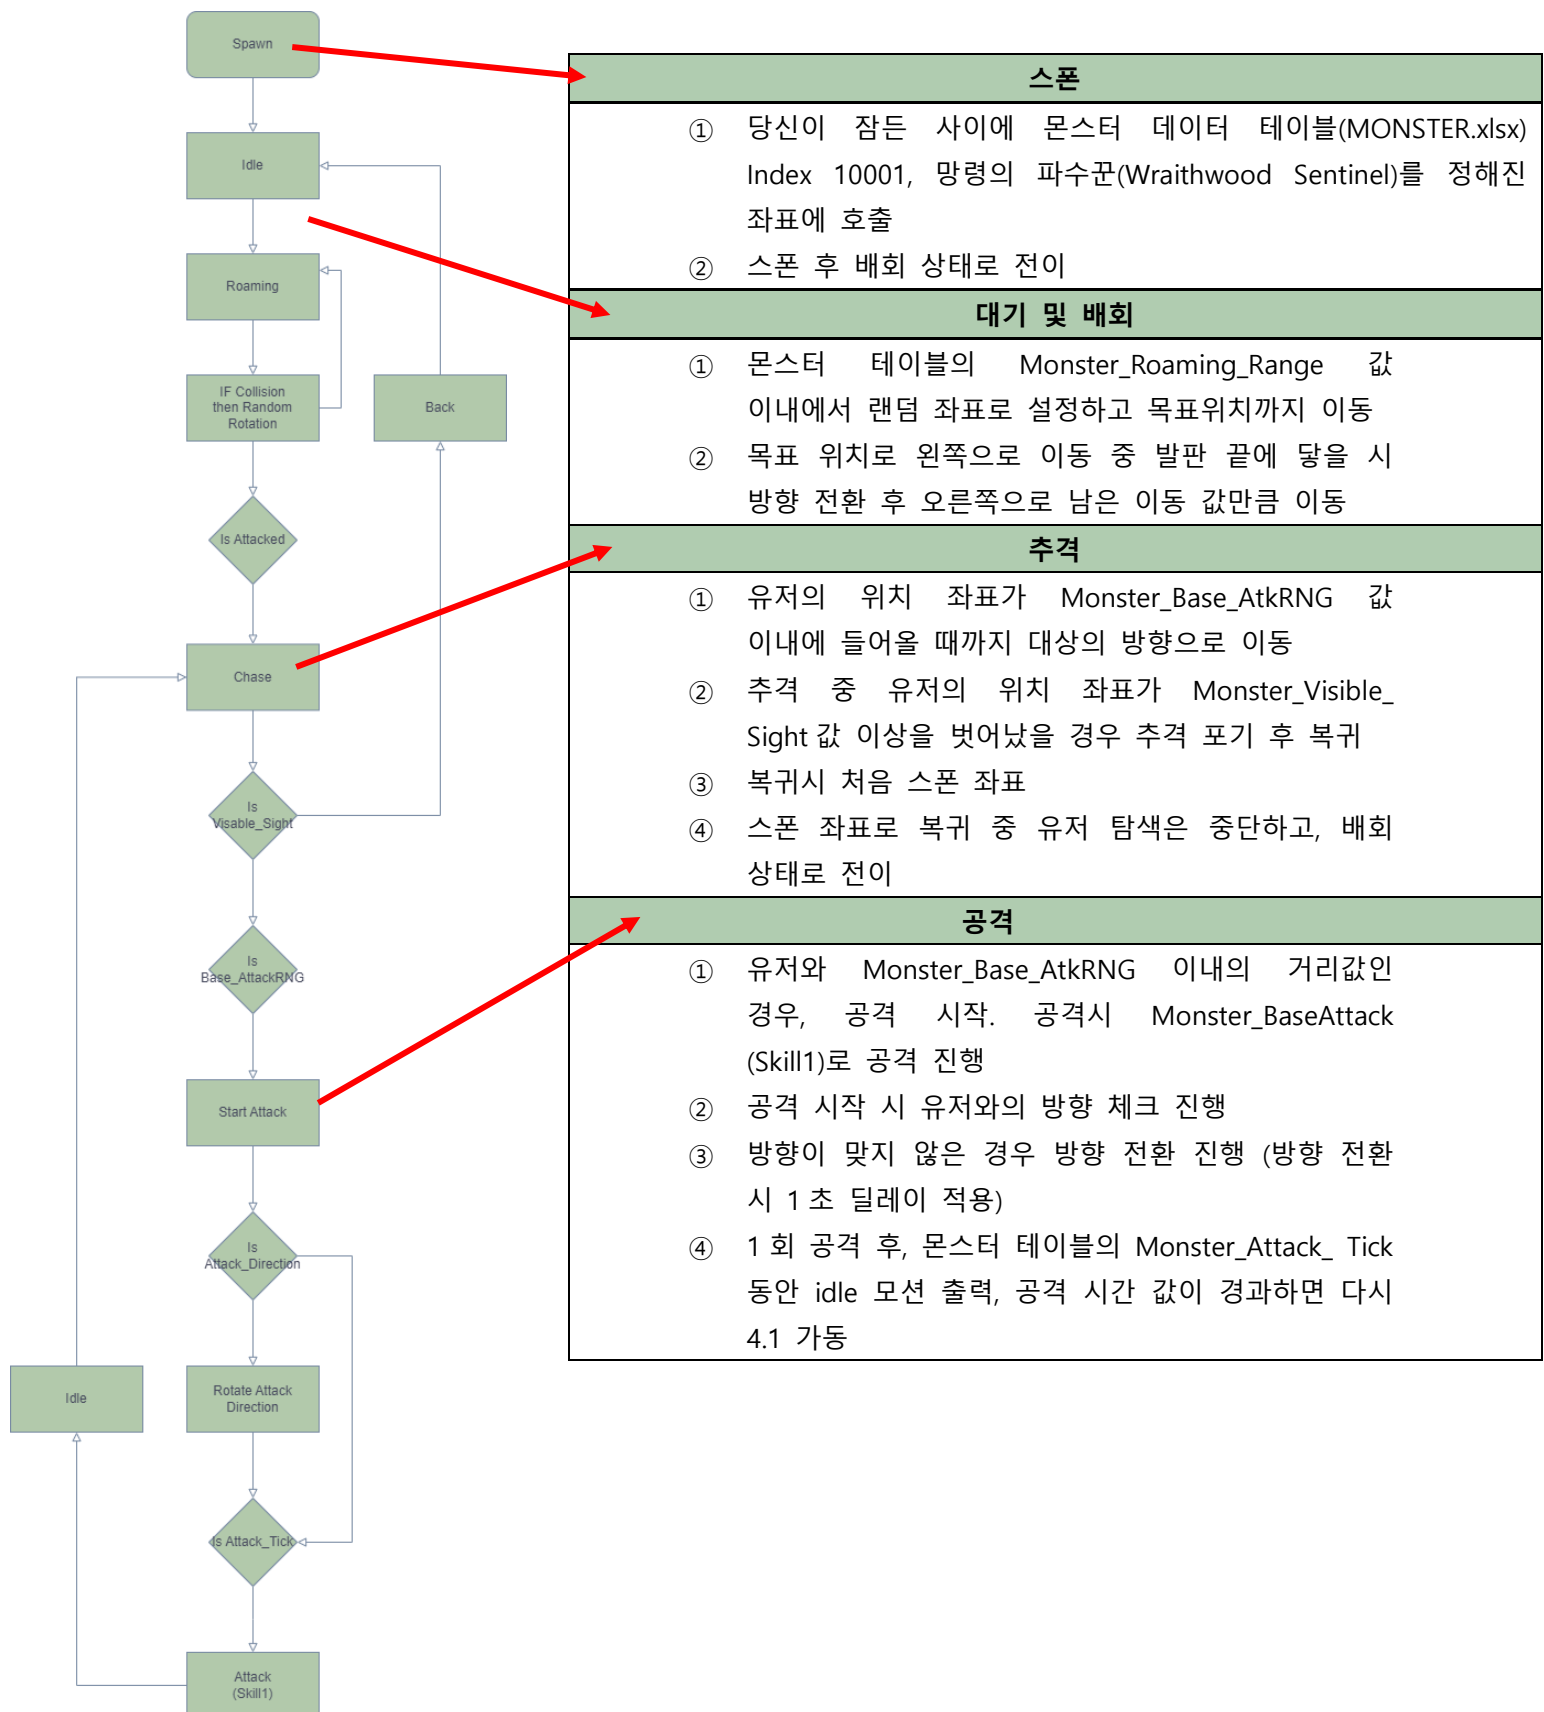 Spawn
Idle
Roaming
IF Collision
then Random
Rotation
Back
Is Attacked
Chase
Is
Visable_Sight
Is
Base_AttackRNG
Start Attack
Is
Attack_Direction
Rotate Attack
Direction
Idle
Is Attack_Tick
Attack
(Skill1)
스폰
① 당신이 잠든 사이에 몬스터 데이터 테이블(MONSTER.xlsx)
Index 10001, 망령의 파수꾼(Wraithwood Sentinel)를 정해진
좌표에 호출
② 스폰 후 배회 상태로 전이
대기 및 배회
① 몬스터 테이블의 Monster_Roaming_Range 값
이내에서 랜덤 좌표로 설정하고 목표위치까지 이동
② 목표 위치로 왼쪽으로 이동 중 발판 끝에 닿을 시
방향 전환 후 오른쪽으로 남은 이동 값만큼 이동
추격
① 유저의 위치 좌표가 Monster_Base_AtkRNG 값
이내에 들어올 때까지 대상의 방향으로 이동
② 추격 중 유저의 위치 좌표가 Monster_Visible_
Sight 값 이상을 벗어났을 경우 추격 포기 후 복귀
③ 복귀시 처음 스폰 좌표
④ 스폰 좌표로 복귀 중 유저 탐색은 중단하고, 배회
상태로 전이
공격
① 유저와 Monster_Base_AtkRNG 이내의 거리값인
경우, 공격 시작. 공격시 Monster_BaseAttack
(Skill1)로 공격 진행
② 공격 시작 시 유저와의 방향 체크 진행
③ 방향이 맞지 않은 경우 방향 전환 진행 (방향 전환
시 1 초 딜레이 적용)
④ 1 회 공격 후, 몬스터 테이블의 Monster_Attack_ Tick
동안 idle 모션 출력, 공격 시간 값이 경과하면 다시
4.1 가동